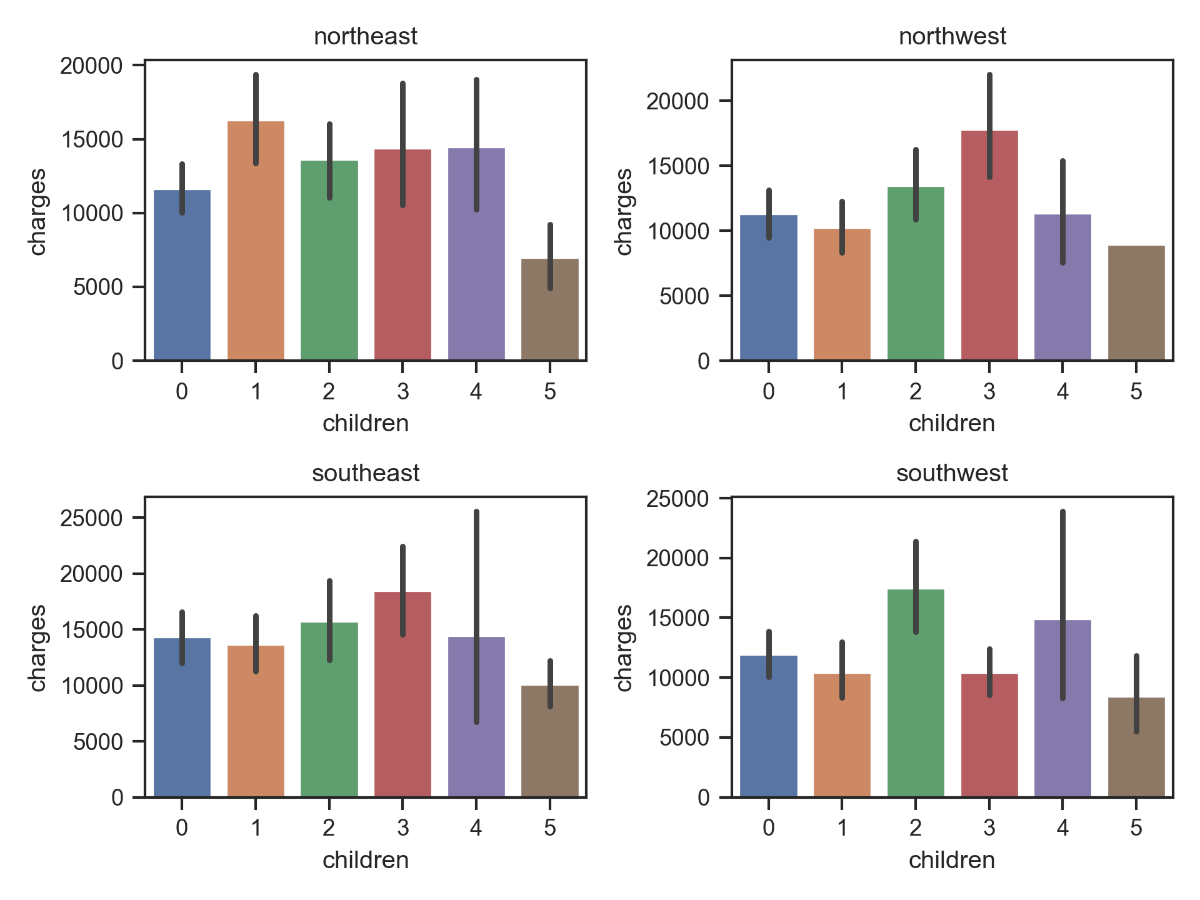 northeast
20000
15000
10000
5000
0
charges
0 1 2 3 4 5
children
northwest
20000
15000
10000
5000
0
charges
0 1 2 3 4 5
children
southeast
25000
20000
15000
10000
5000
0
charges
0 1 2 3 4 5
children
southwest
25000
20000
15000
10000
5000
0
charges
0 1 2 3 4 5
children